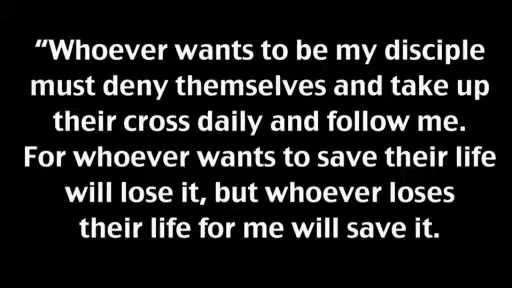 “Whoever wants to be my disciple
must deny themselves and take up
their cross daily and follow me.
For whoever wants to save their life
will lose it, but whoever loses
their life for me will save it.